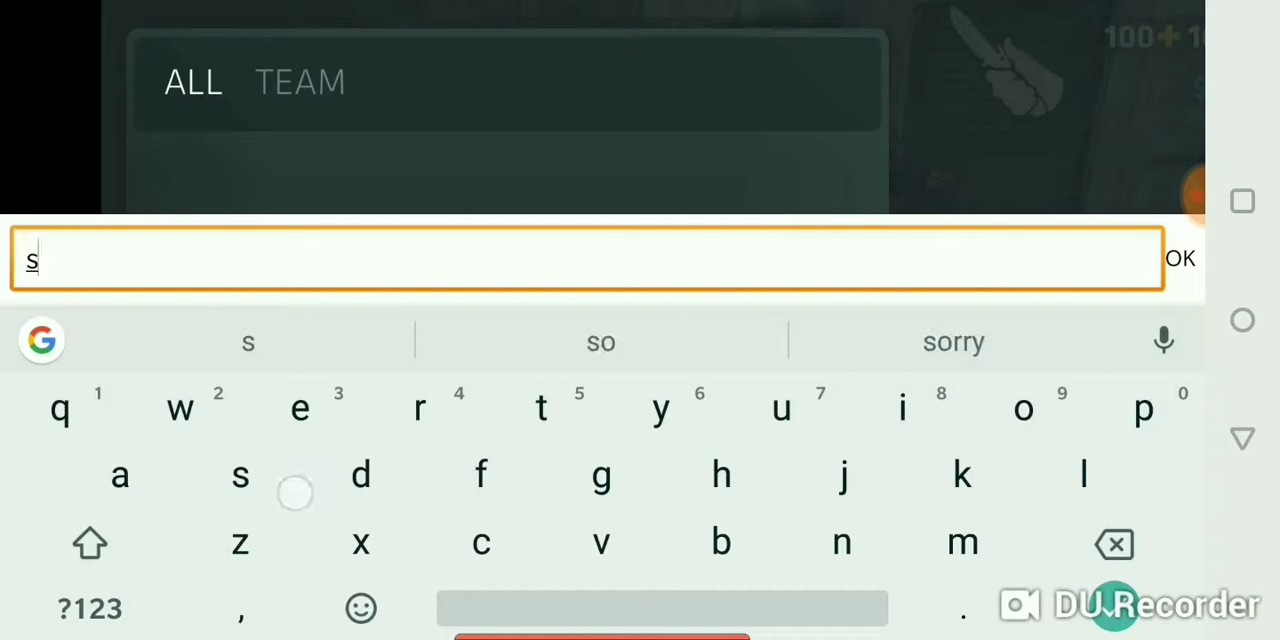 100 10
ALL TEAM
s
OK
s so sorry
q 1 w 2 e 3 r 4 t 5 y 6 u 7 i 8 o 9 p 0
a s d f g h j k l
z x c v b n m
?123 , .
DU Recorder